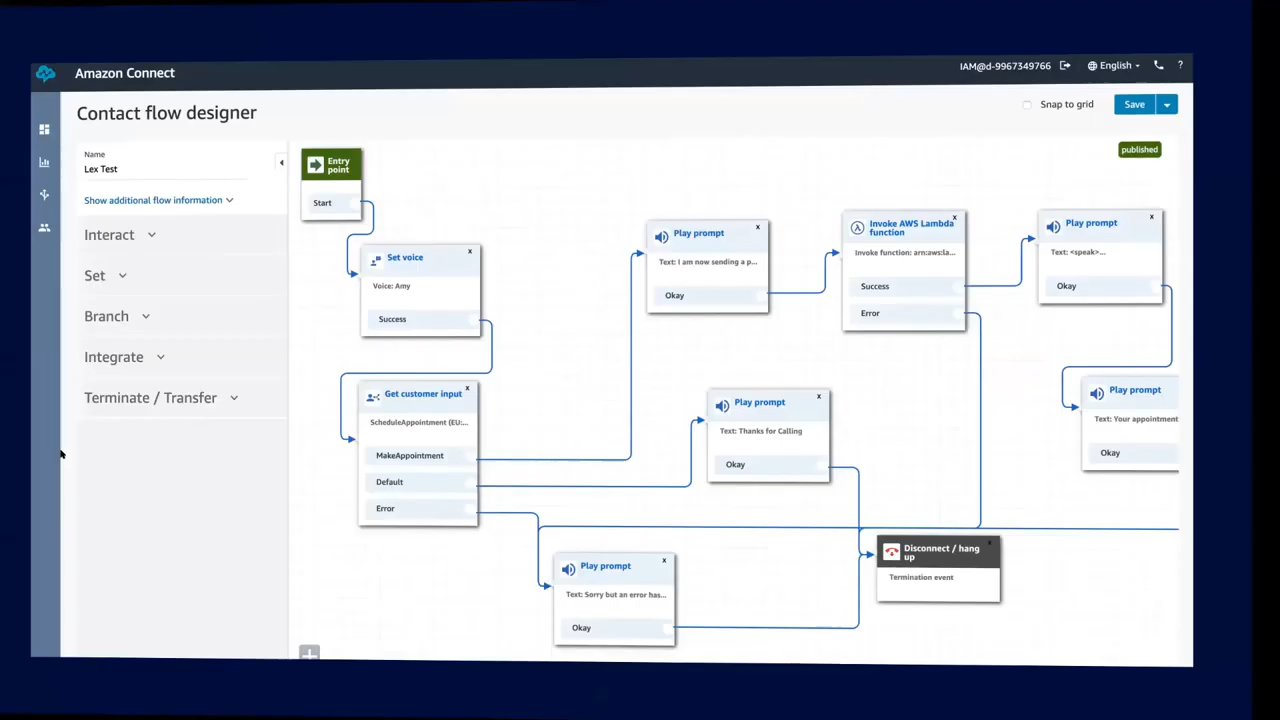 Amazon Connect
IAM@d-9967349766
English
?
Contact flow designer
Snap to grid
Save
Name
Lex Test
Show additional flow information
Interact
Set
Branch
Integrate
Terminate / Transfer
published
Entry
point
Start
Set voice
x
Voice: Amy
Success
Get customer input
x
ScheduleAppointment (EU:...
MakeAppointment
Default
Error
Play prompt
x
Text: I am now sending a p...
Okay
Invoke AWS Lambda
function
x
Invoke function: arn:aws:la...
Success
Error
Play prompt
x
Text: <speak>...
Okay
Play prompt
x
Text: Thanks for Calling
Okay
Play prompt
Text: Your appointment
Okay
Play prompt
x
Text: Sorry but an error has...
Okay
Disconnect / hang
up
x
Termination event